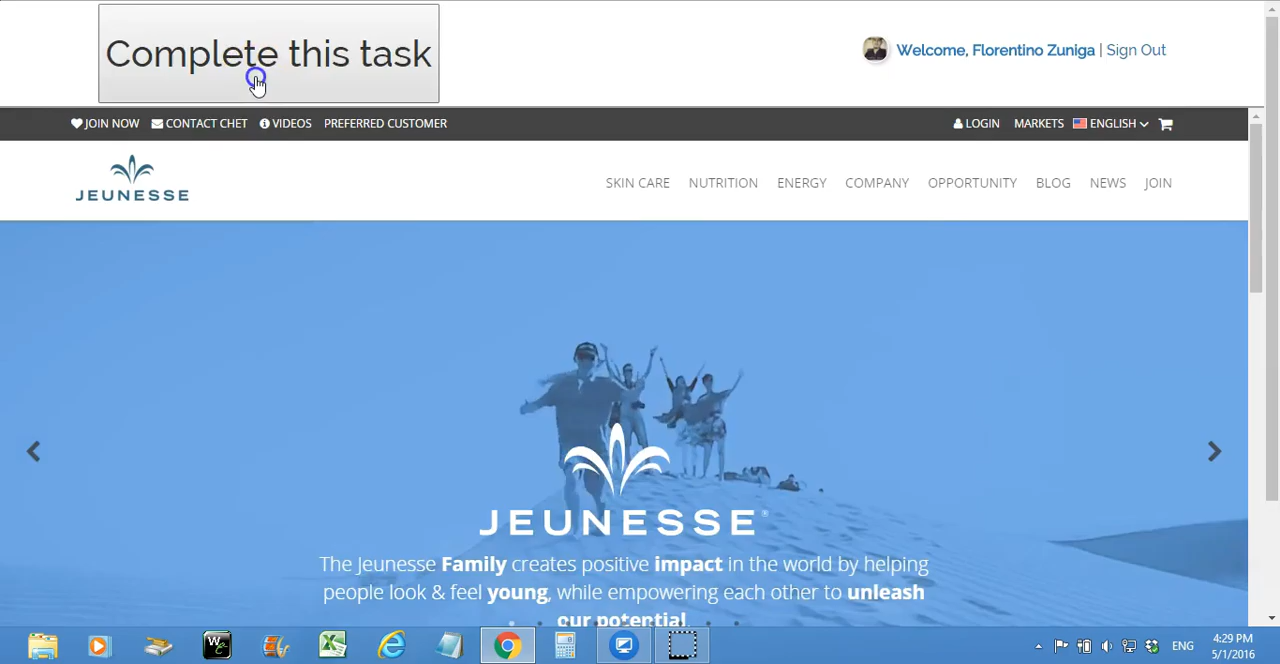 Complete this task
Welcome, Florentino Zuniga | Sign Out
JOIN NOW CONTACT CHET VIDEOS PREFERRED CUSTOMER LOGIN MARKETS ENGLISH
JEUNESSE
SKIN CARE NUTRITION ENERGY COMPANY OPPORTUNITY BLOG NEWS JOIN
JEUNESSE®
The Jeunesse Family creates positive impact in the world by helping
people look & feel young, while empowering each other to unleash
our potential.
ENG
4:29 PM
5/1/2016